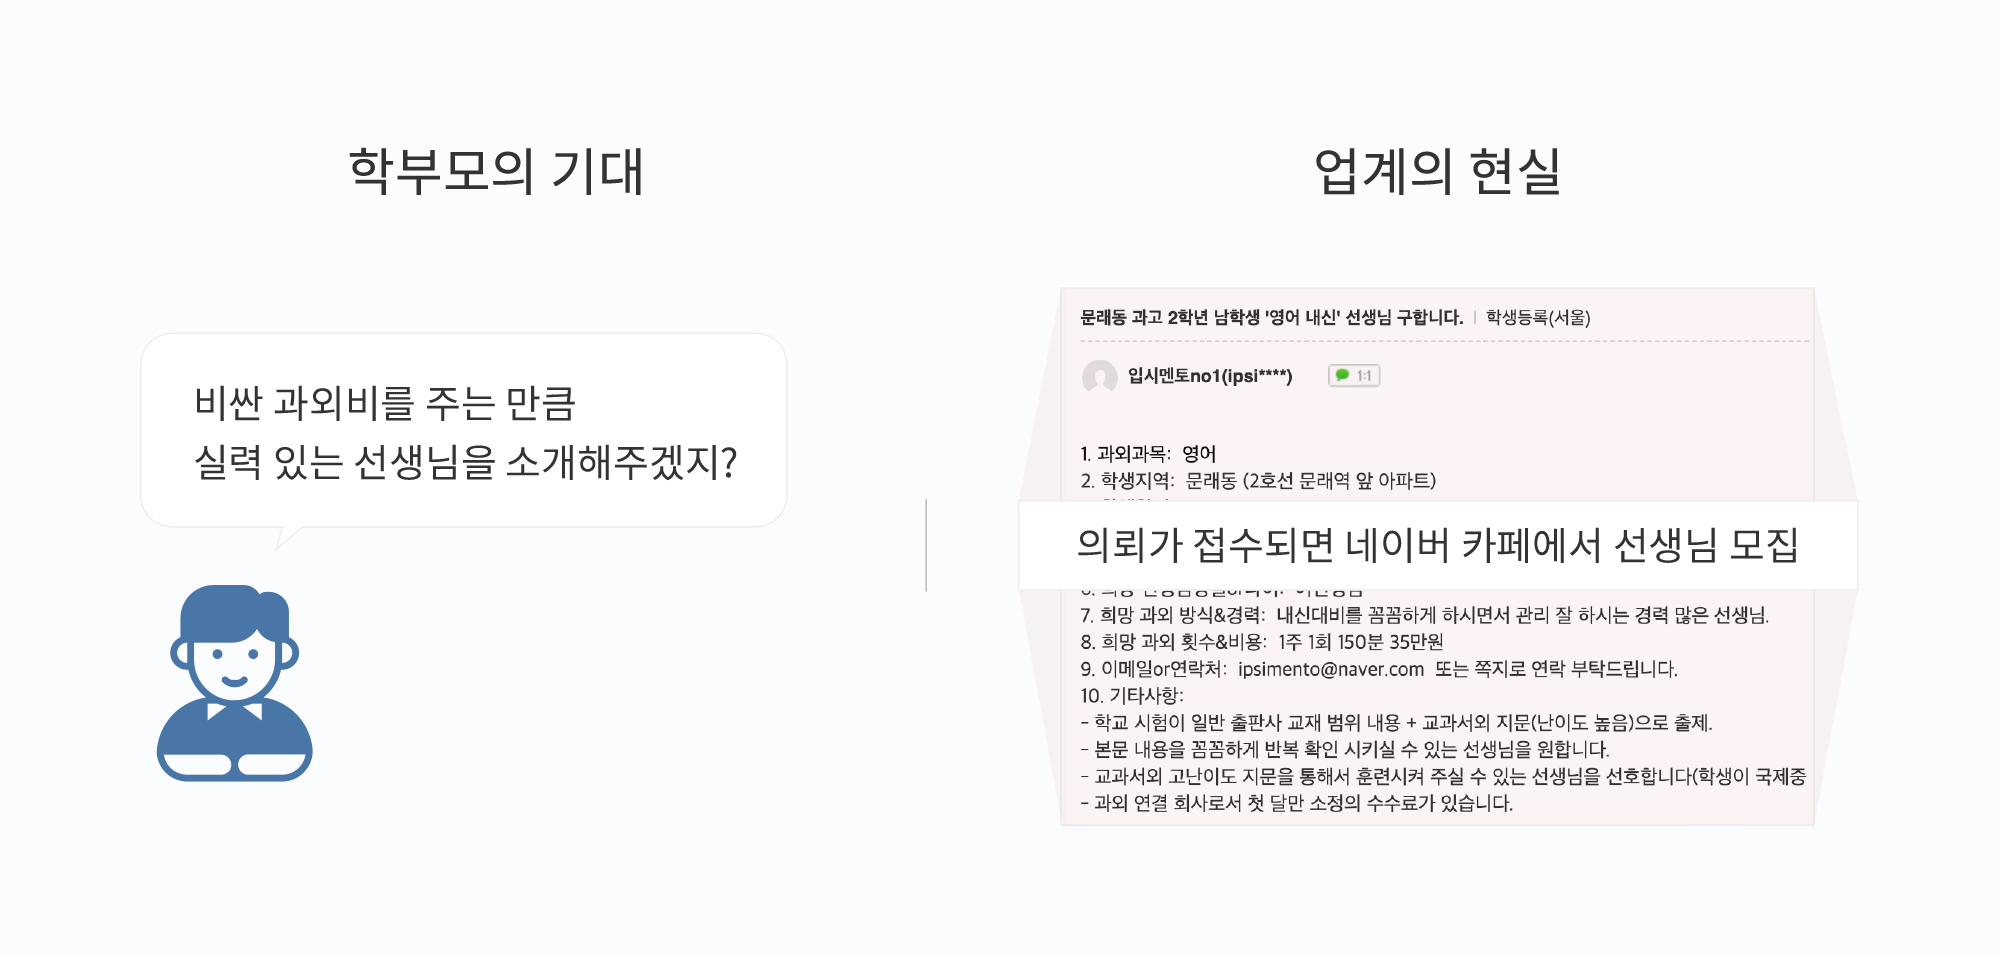 학부모의 기대
비싼 과외비를 주는 만큼
실력 있는 선생님을 소개해주겠지?
업계의 현실
문래동 과고 2학년 남학생 '영어 내신' 선생님 구합니다. | 학생등록(서울)
입시멘토no1(ipsi****) 1:1
1. 과외과목: 영어
2. 학생지역: 문래동 (2호선 문래역 앞 아파트)
의뢰가 접수되면 네이버 카페에서 선생님 모집
7. 희망 과외 방식&경력: 내신대비를 꼼꼼하게 하시면서 관리 잘 하시는 경력 많은 선생님.
8. 희망 과외 횟수&비용: 1주 1회 150분 35만원
9. 이메일or연락처: ipsimento@naver.com 또는 쪽지로 연락 부탁드립니다.
10. 기타사항:
- 학교 시험이 일반 출판사 교재 범위 내용 + 교과서외 지문(난이도 높음)으로 출제.
- 본문 내용을 꼼꼼하게 반복 확인 시키실 수 있는 선생님을 원합니다.
- 교과서외 고난이도 지문을 통해서 훈련시켜 주실 수 있는 선생님을 선호합니다(학생이 국제중
- 과외 연결 회사로서 첫 달만 소정의 수수료가 있습니다.